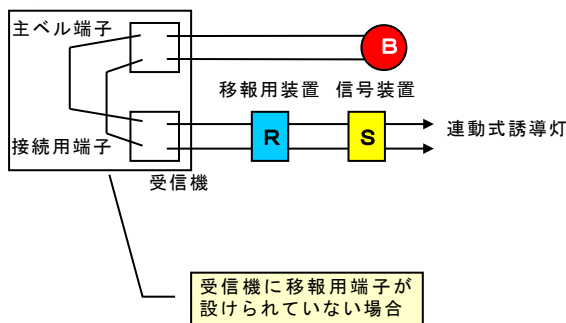 主ベル端子
B
移報用装置
信号装置
連動式誘導灯
R
S
接続用端子
受信機
受信機に移報用端子が
設けられていない場合